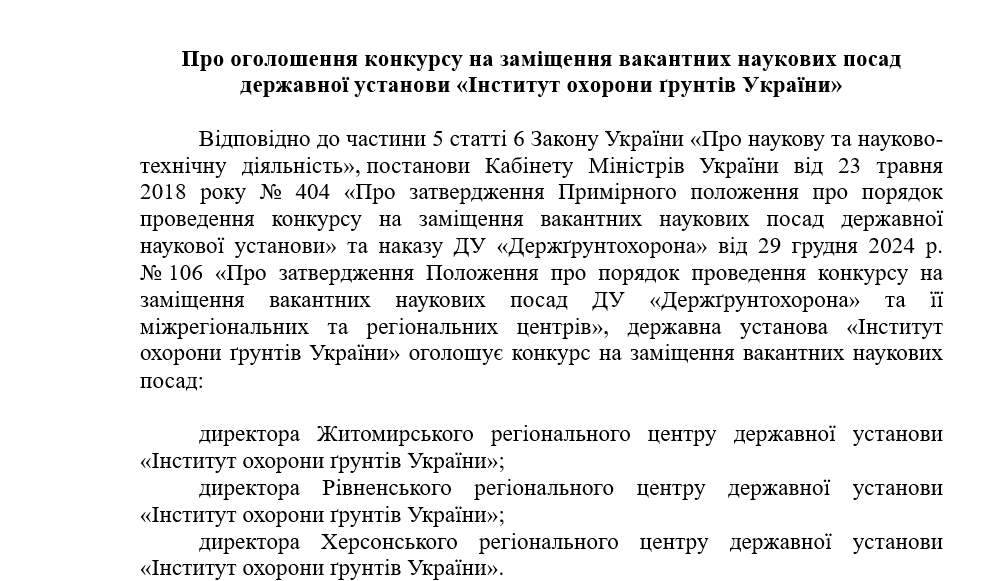 Про оголошення конкурсу на заміщення вакантних наукових посад
державної установи «Інститут охорони ґрунтів України»
Відповідно до частини 5 статті 6 Закону України «Про наукову та науково-
технічну діяльність», постанови Кабінету Міністрів України від 23 травня
2018 року № 404 «Про затвердження Примірного положення про порядок
проведення конкурсу на заміщення вакантних наукових посад державної
наукової установи» та наказу ДУ «Держґрунтохорона» від 29 грудня 2024 р.
№ 106 «Про затвердження Положення про порядок проведення конкурсу на
заміщення вакантних наукових посад ДУ «Держґрунтохорона» та її
міжрегіональних та регіональних центрів», державна установа «Інститут
охорони ґрунтів України» оголошує конкурс на заміщення вакантних наукових
посад:
директора Житомирського регіонального центру державної установи
«Інститут охорони ґрунтів України»;
директора Рівненського регіонального центру державної установи
«Інститут охорони ґрунтів України»;
директора Херсонського регіонального центру державної установи
«Інститут охорони ґрунтів України».